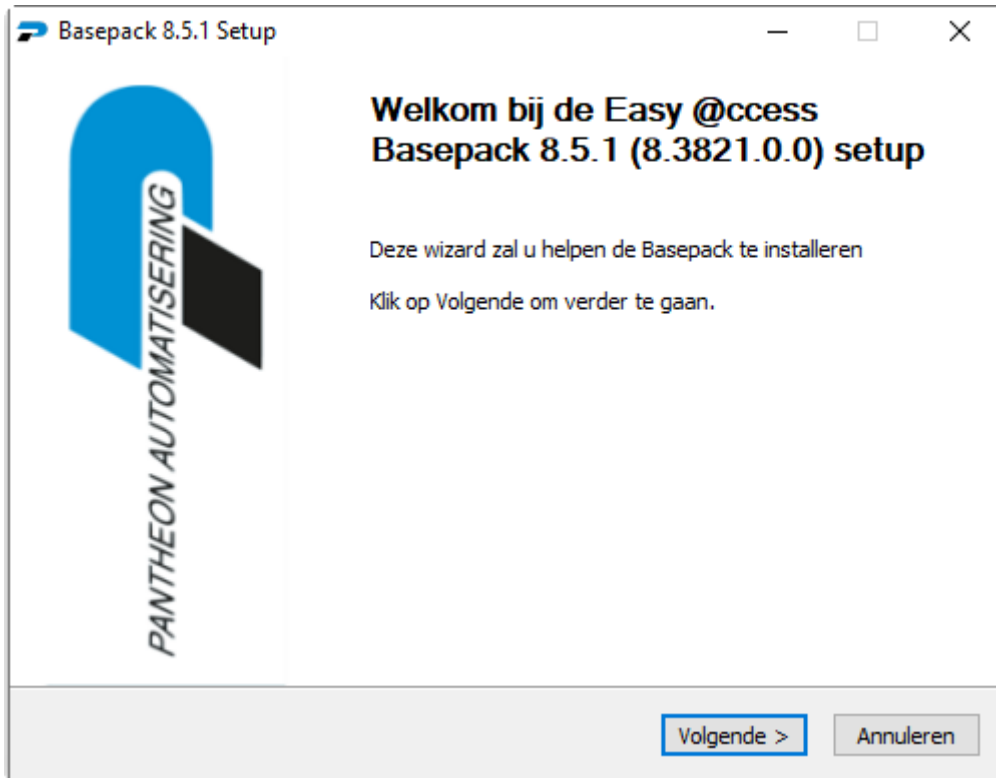 Basepack 8.5.1 Setup
Welkom bij de Easy @ccess
Basepack 8.5.1 (8.3821.0.0) setup
Deze wizard zal u helpen de Basepack te installeren
Klik op Volgende om verder te gaan.
PANTHEON AUTOMATISERING
Volgende >
Annuleren